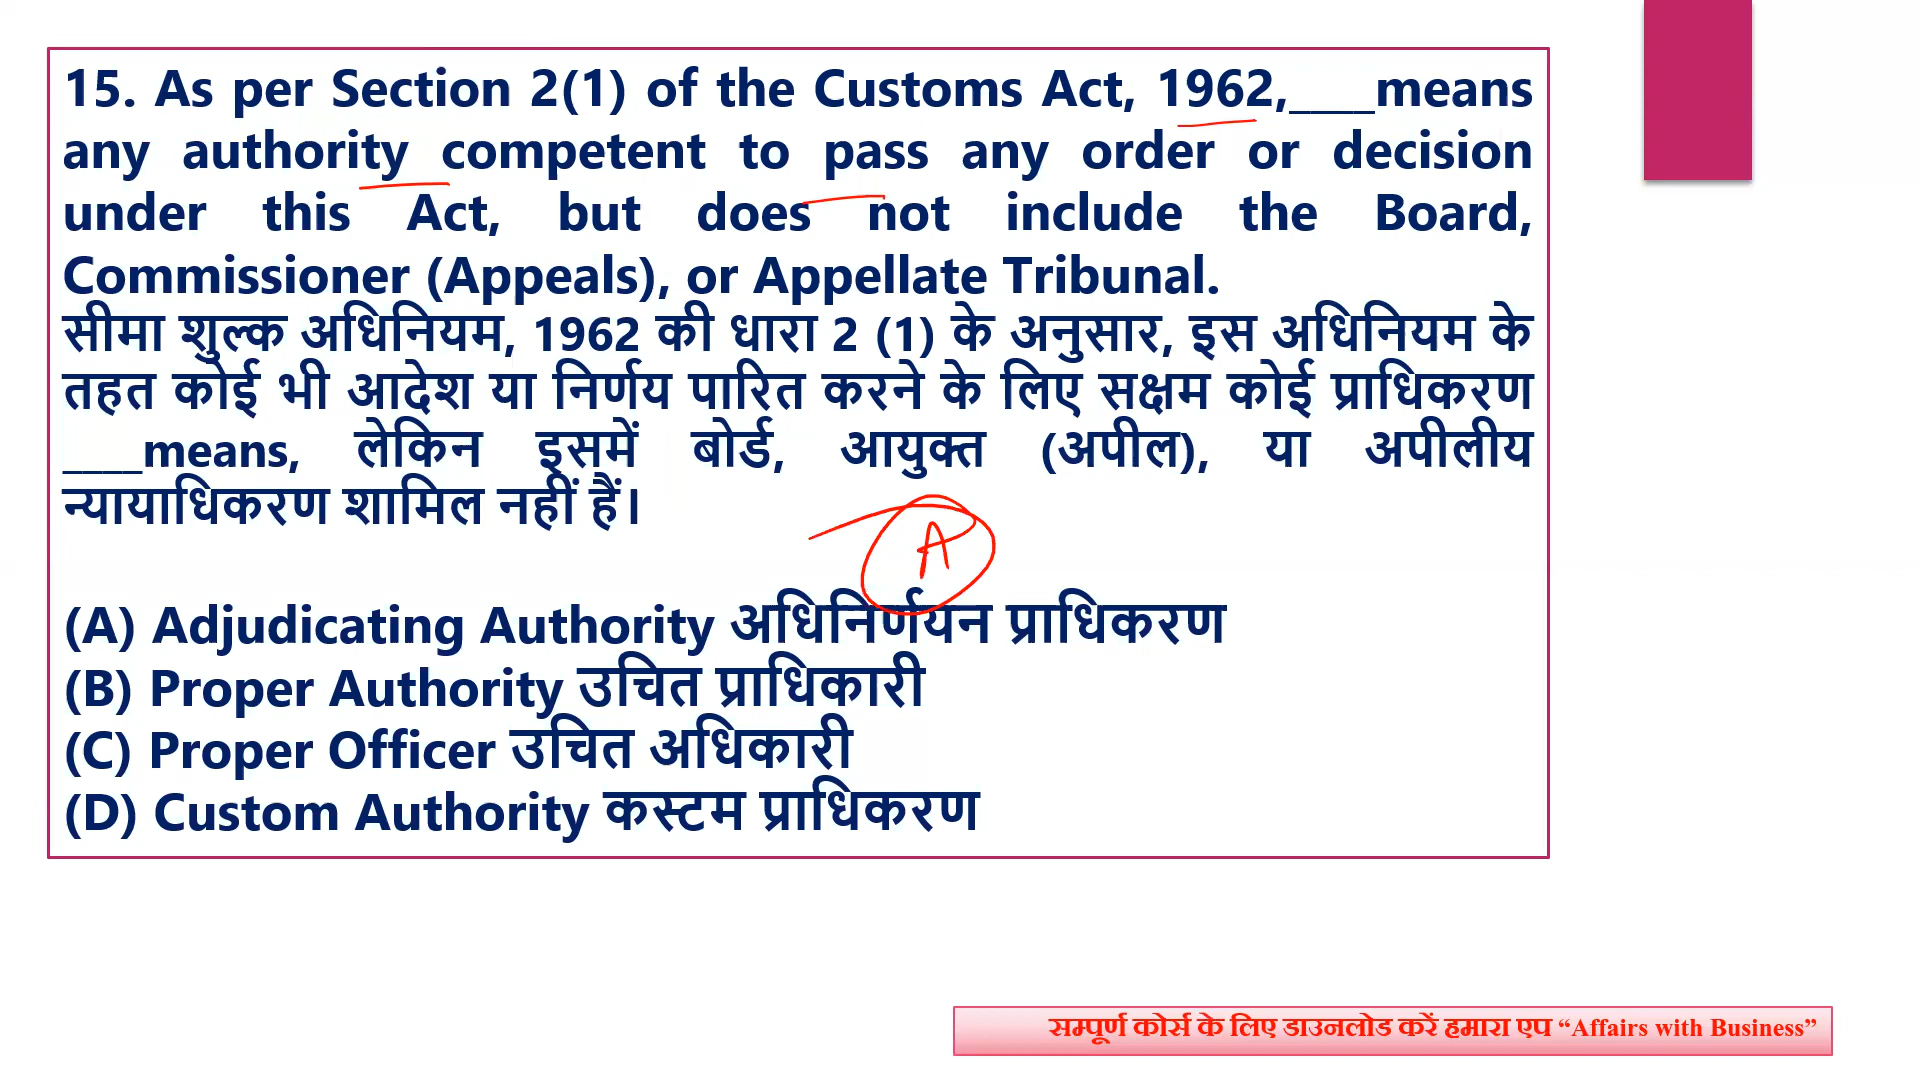 15. As per Section 2(1) of the Customs Act, 1962,____means
any authority competent to pass any order or decision
under this Act, but does not include the Board,
Commissioner (Appeals), or Appellate Tribunal.
सीमा शुल्क अधिनियम, 1962 की धारा 2 (1) के अनुसार, इस अधिनियम के
तहत कोई भी आदेश या निर्णय पारित करने के लिए सक्षम कोई प्राधिकरण
____means, लेकिन इसमें बोर्ड, आयुक्त (अपील), या अपीलीय
न्यायाधिकरण शामिल नहीं हैं।
A
(A) Adjudicating Authority अधिनिर्णयन प्राधिकरण
(B) Proper Authority उचित प्राधिकारी
(C) Proper Officer उचित अधिकारी
(D) Custom Authority कस्टम प्राधिकरण
सम्पूर्ण कोर्स के लिए डाउनलोड करें हमारा एप “Affairs with Business”